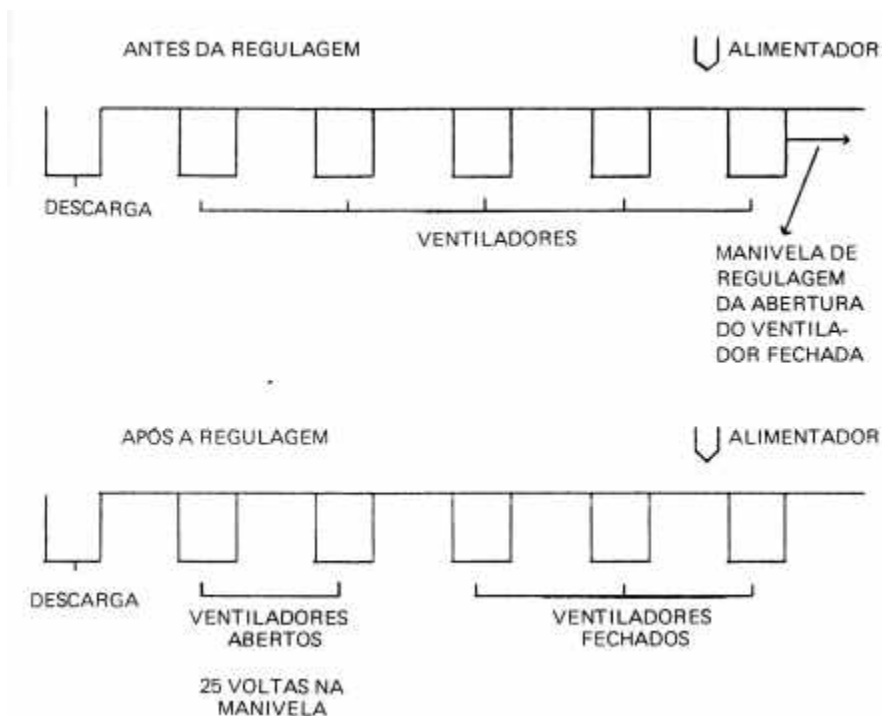 ANTES DA REGULAGEM
ALIMENTADOR
DESCARGA
VENTILADORES
MANIVELA DE
REGULAGEM
DA ABERTURA
DO VENTILA-
DOR FECHADA
APÓS A REGULAGEM
ALIMENTADOR
DESCARGA
VENTILADORES
ABERTOS
25 VOLTAS NA
MANIVELA
VENTILADORES
FECHADOS